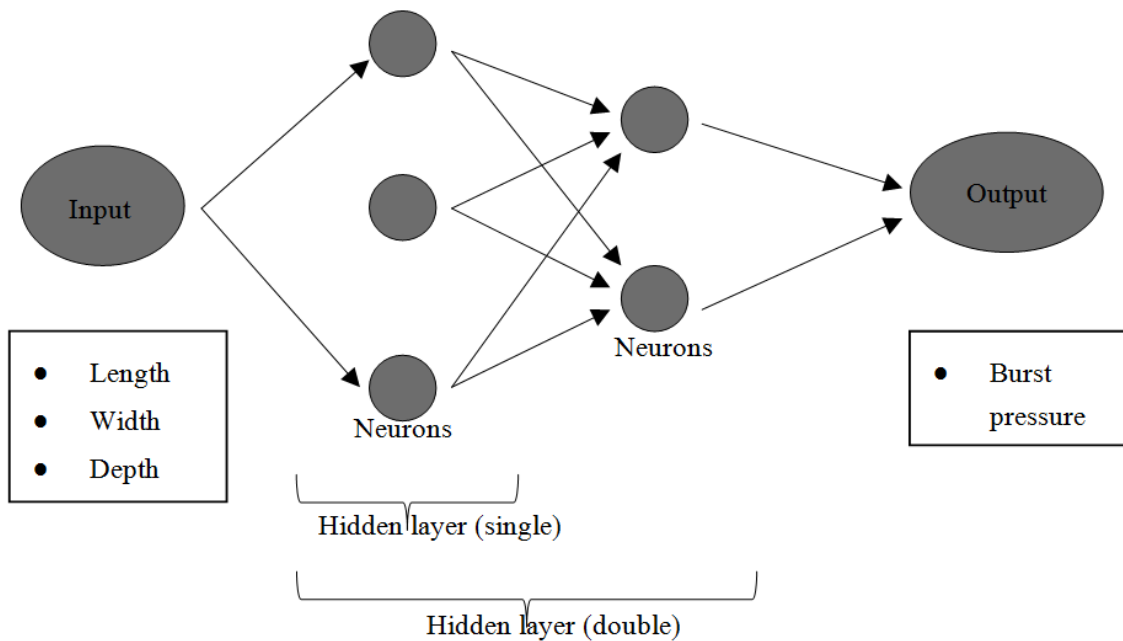 Input
Output
● Length
● Width
● Depth
Neurons
Neurons
● Burst
pressure
Hidden layer (single)
Hidden layer (double)